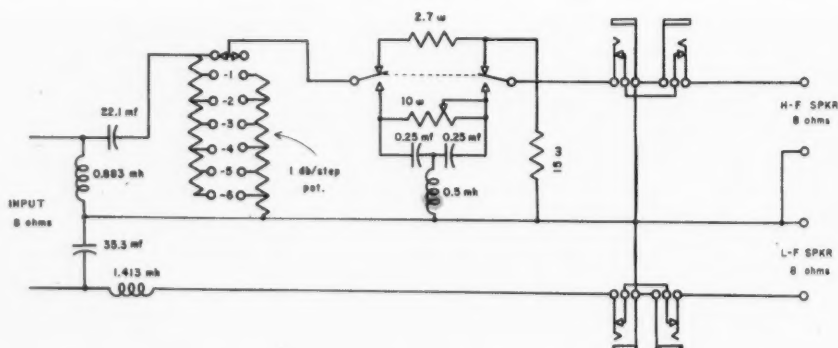 2.7 ω
22.1 mf
-1
-2
-3
-4
-5
-6
10 ω
0.25 mf 0.25 mf
H-F SPKR
8 ohms
0.883 mh
1 db/step
pot.
0.5 mh
15 ω
INPUT
8 ohms
35.3 mf
1.413 mh
L-F SPKR
8 ohms